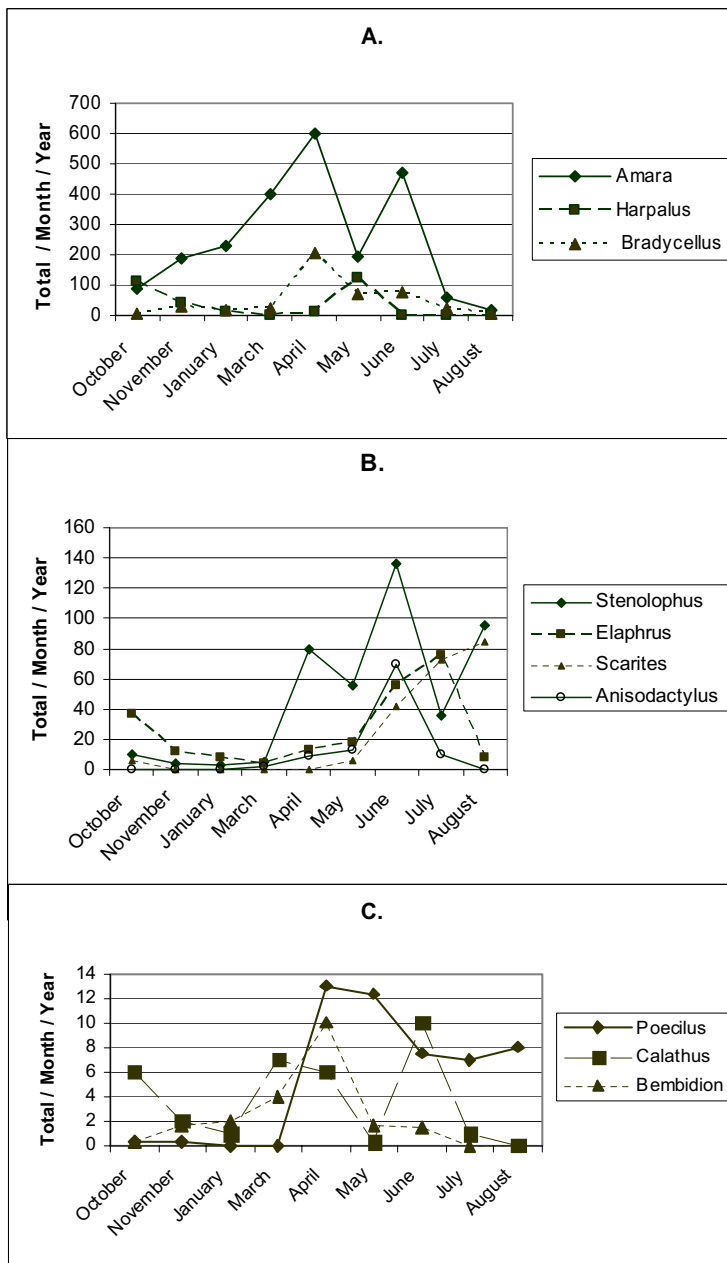 A.
Total / Month / Year
700
600
500
400
300
200
100
0
October
November
January
March
April
May
June
July
August
Amara
Harpalus
Bradycellus
B.
Total / Month / Year
160
140
120
100
80
60
40
20
0
October
November
January
March
April
May
June
July
August
Stenolophus
Elaphrus
Scarites
Anisodactylus
C.
Total / Month / Year
14
12
10
8
6
4
2
0
October
November
January
March
April
May
June
July
August
Poecilus
Calathus
Bembidion